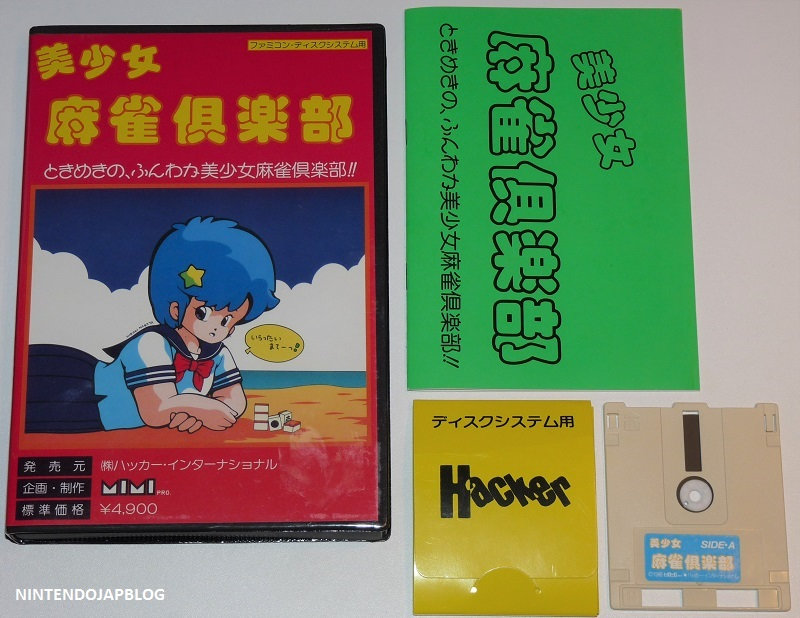 ファミコン・ディスクシステム用
美少女
麻雀倶楽部
ときめきの、ふんわな美少女麻雀倶楽部!!
いらったい
まてーっ!
発売元
㈱ハッカー・インターナショナル
企画・制作
MIMI PRO.
標準価格
¥4,900
美少女
麻雀倶楽部
ときめきの、ふんわな美少女麻雀倶楽部!!
ディスクシステム用
Hacker
美少女
SIDE・A
麻雀倶楽部
NINTENDOJAPBLOG